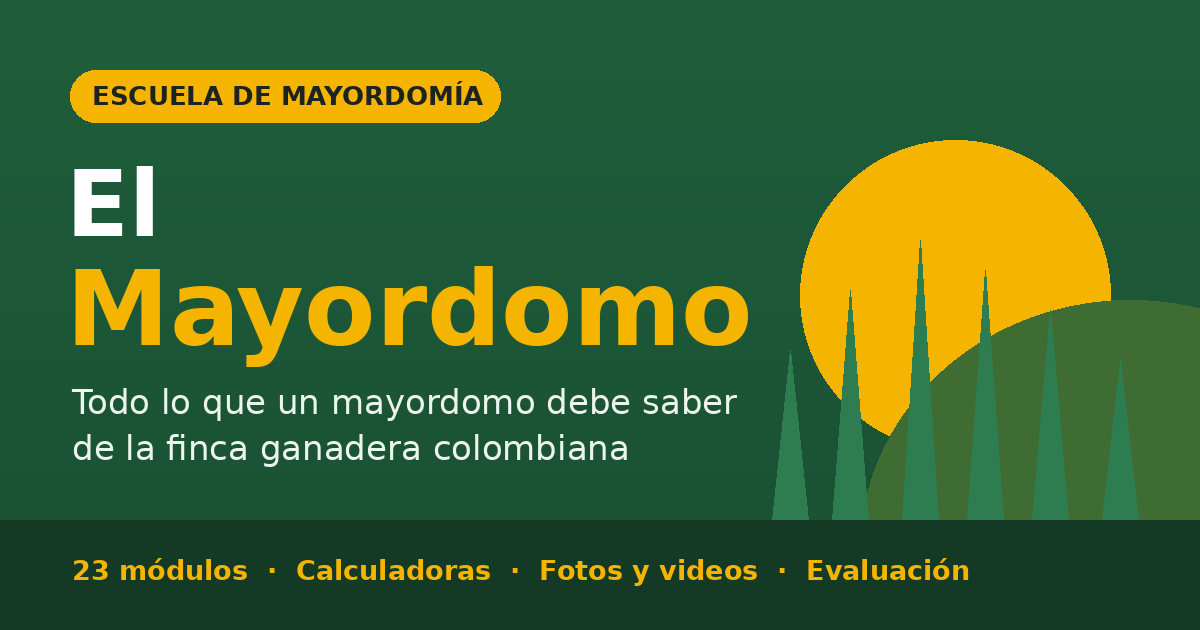 ESCUELA DE MAYORDOMÍA
El
Mayordomo
Todo lo que un mayordomo debe saber
de la finca ganadera colombiana
23 módulos · Calculadoras · Fotos y videos · Evaluación